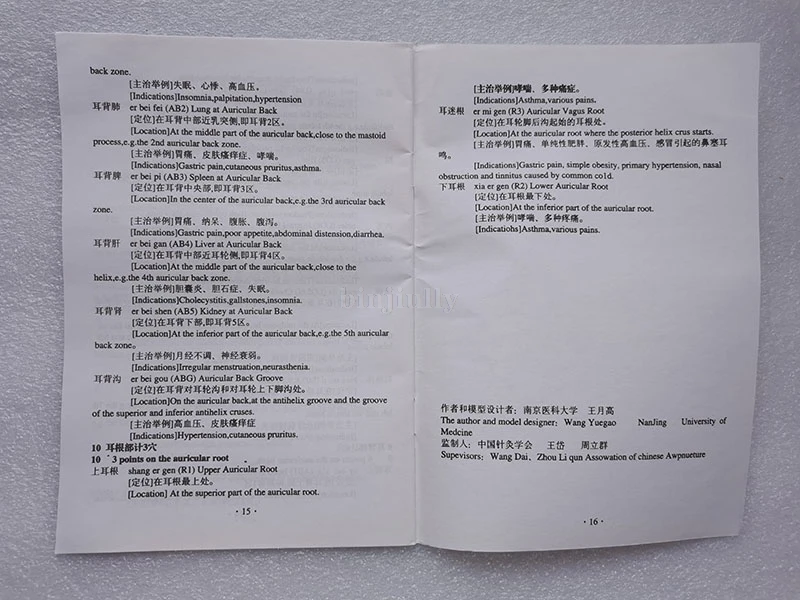 back zone.
[主治举例]失眠、心悸、高血压。
[Indications]Insomnia,palpitation,hypertension
耳背肺 er bei fei (AB2) Lung at Auricular Back
[定位]在耳背中部近乳突侧,即耳背2区。
[Location]At the middle part of the auricular back,close to the mastoid
process,e.g.the 2nd auricular back zone.
[主治举例]胃痛、皮肤瘙痒症、哮喘。
[Indications]Gastric pain,cutaneous pruritus,asthma.
耳背脾 er bei pi (AB3) Spleen at Auricular Back
[定位]在耳背中央部,即耳背3区。
[Location]In the center of the auricular back,e.g.the 3rd auricular back
zone.
[主治举例]胃痛、纳呆、腹胀、腹泻。
[Indications]Gastric pain,poor appetite,abdominal distension,diarrhea.
耳背肝 er bei gan (AB4) Liver at Auricular Back
[定位]在耳背中部近耳轮侧,即耳背4区。
[Location]At the middle part of the auricular back,close to the
helix,e.g.the 4th auricular back zone.
[主治举例]胆囊炎、胆石症、失眠。
[Indications]Cholecystitis,gallstones,insomnia.
耳背肾 er bei shen (AB5) Kidney at Auricular Back
[定位]在耳背下部,即耳背5区。
[Location]At the inferior part of the auricular back,e.g.the 5th auricular
back zone。
[主治举例]月经不调、神经衰弱。
[Indications]Irregular menstruation,neurasthenia.
耳背沟 er bei gou (ABG) Auricular Back Groove
[定位]在耳背对耳轮沟和对耳轮上下脚沟处。
[Location]On the auricular back,at the antihelix groove and the groove
of the superior and inferior antihelix cruses.
[主治举例]高血压、皮肤瘙痒症
[Indications]Hypertension,cutaneous pruritus.
10 耳根部计3穴
10 3 points on the auricular root
上耳根 shang er gen (R1) Upper Auricular Root
[定位]在耳根最上处。
[Location] At the superior part of the auricular root.
·15·
[主治举例]哮喘、多种痛症。
[Indications]Asthma,various pains.
耳迷根 er mi gen (R3) Auricular Vagus Root
[定位]在耳轮脚后沟起始的耳根处。
[Location]At the auricular root where the posterior helix crus starts.
[主治举例]胃痛、单纯性肥胖、原发性高血压、感冒引起的鼻塞耳
鸣。
[Indications]Gastric pain, simple obesity, primary hypertension, nasal
obstruction and tinnitus caused by common cold.
下耳根 xia er gen (R2) Lower Auricular Root
[定位]在耳根最下处。
[Location]At the inferior part of the auricular root.
[主治举例]哮喘、多种疼痛。
[Indicatiohs]Asthma,various pains.
作者和模型设计者：南京医科大学 王月高
The author and model designer: Wang Yuegao NanJing University of
Medcine
监制人：中国针灸学会 王岱 周立群
Supevisors: Wang Dai、Zhou Li qun Assowation of chinese Awpnueture
·16·